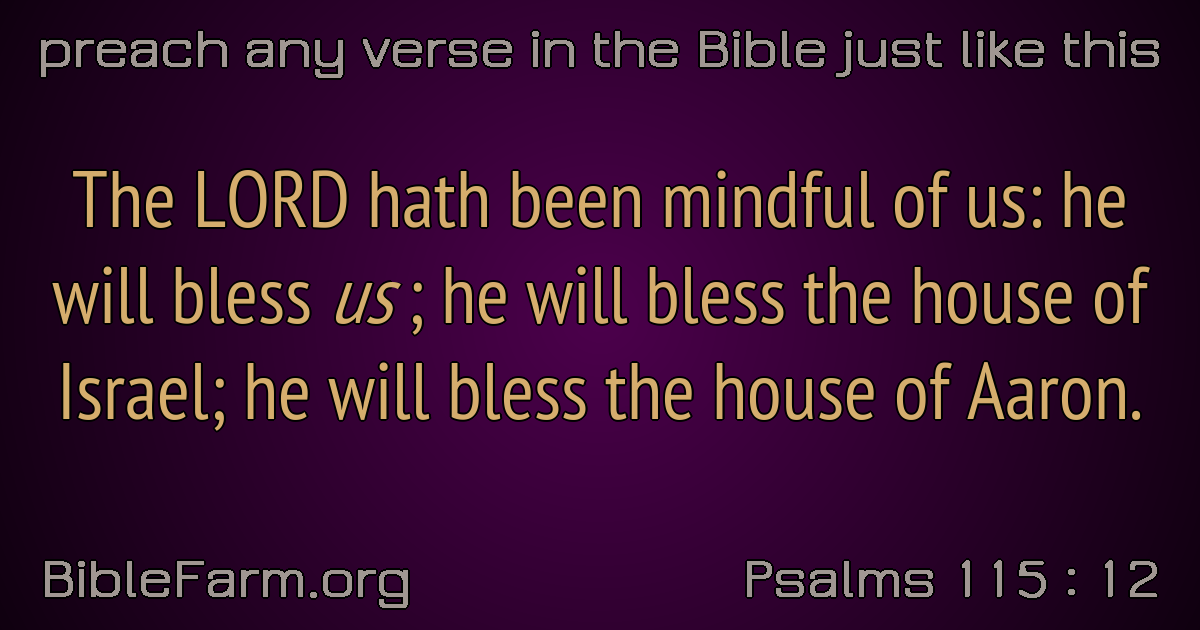 preach any verse in the Bible just like this
The LORD hath been mindful of us: he
will bless us ; he will bless the house of
Israel; he will bless the house of Aaron.
BibleFarm.org
Psalms 115 : 12